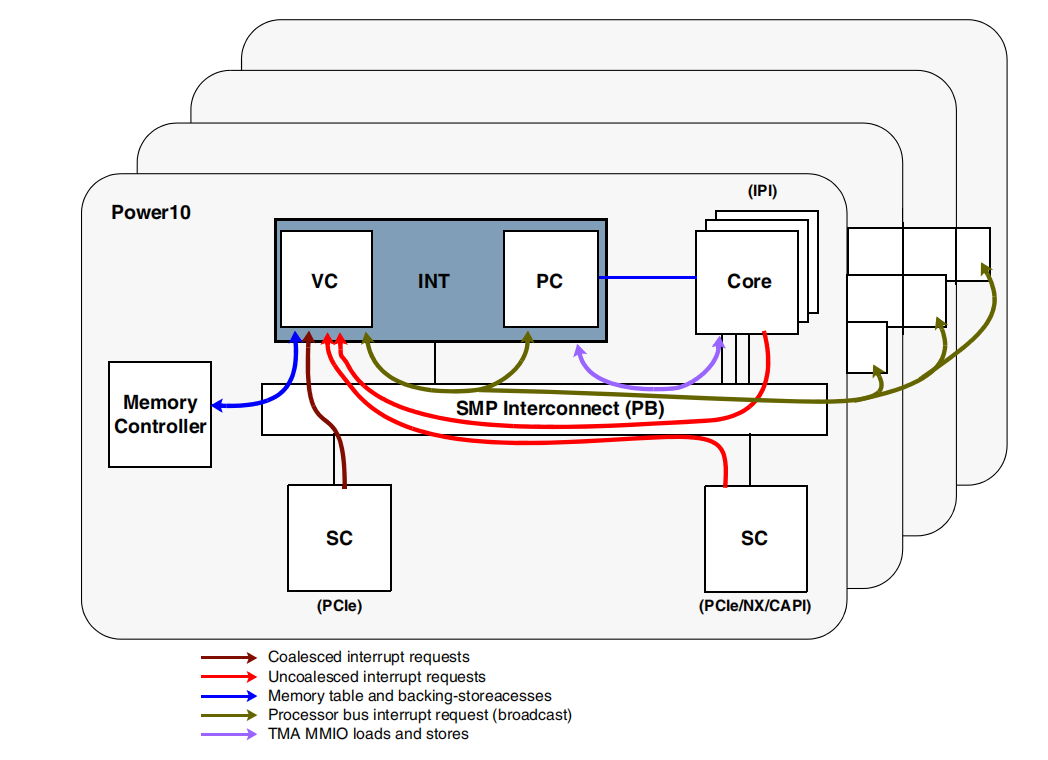 (IPI)
Power10
VC
INT
PC
Core
Memory
Controller
SMP Interconnect (PB)
SC
SC
(PCIe)
(PCIe/NX/CAPI)
Coalesced interrupt requests
Uncoalesced interrupt requests
Memory table and backing-storeacesses
Processor bus interrupt request (broadcast)
TMA MMIO loads and stores